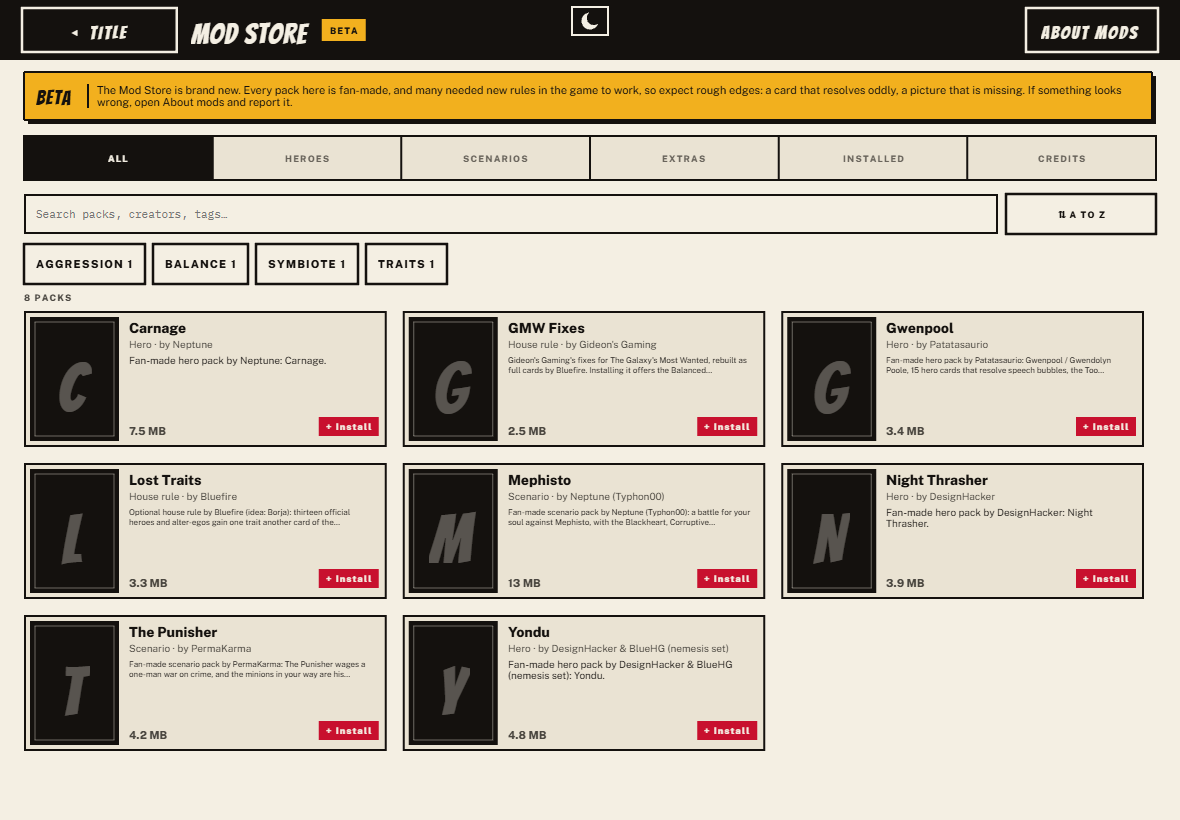 ◄ TITLE
MOD STORE
BETA
ABOUT MODS
BETA
The Mod Store is brand new. Every pack here is fan-made, and many needed new rules in the game to work, so expect rough edges: a card that resolves oddly, a picture that is missing. If something looks
wrong, open About mods and report it.
ALL
HEROES
SCENARIOS
EXTRAS
INSTALLED
CREDITS
Search packs, creators, tags…
⇅ A TO Z
AGGRESSION 1
BALANCE 1
SYMBIOTE 1
TRAITS 1
8 PACKS
C
Carnage
Hero · by Neptune
Fan-made hero pack by Neptune: Carnage.
7.5 MB
+ Install
G
GMW Fixes
House rule · by Gideon's Gaming
Gideon's Gaming's fixes for The Galaxy's Most Wanted, rebuilt as
full cards by Bluefire. Installing it offers the Balanced…
2.5 MB
+ Install
G
Gwenpool
Hero · by Patatasaurio
Fan-made hero pack by Patatasaurio: Gwenpool / Gwendolyn
Poole, 15 hero cards that resolve speech bubbles, the Too…
3.4 MB
+ Install
L
Lost Traits
House rule · by Bluefire
Optional house rule by Bluefire (idea: Borja): thirteen official
heroes and alter-egos gain one trait another card of the…
3.3 MB
+ Install
M
Mephisto
Scenario · by Neptune (Typhon00)
Fan-made scenario pack by Neptune (Typhon00): a battle for your
soul against Mephisto, with the Blackheart, Corruptive…
13 MB
+ Install
N
Night Thrasher
Hero · by DesignHacker
Fan-made hero pack by DesignHacker: Night
Thrasher.
3.9 MB
+ Install
T
The Punisher
Scenario · by PermaKarma
Fan-made scenario pack by PermaKarma: The Punisher wages a
one-man war on crime, and the minions in your way are his…
4.2 MB
+ Install
Y
Yondu
Hero · by DesignHacker & BlueHG (nemesis set)
Fan-made hero pack by DesignHacker & BlueHG
(nemesis set): Yondu.
4.8 MB
+ Install